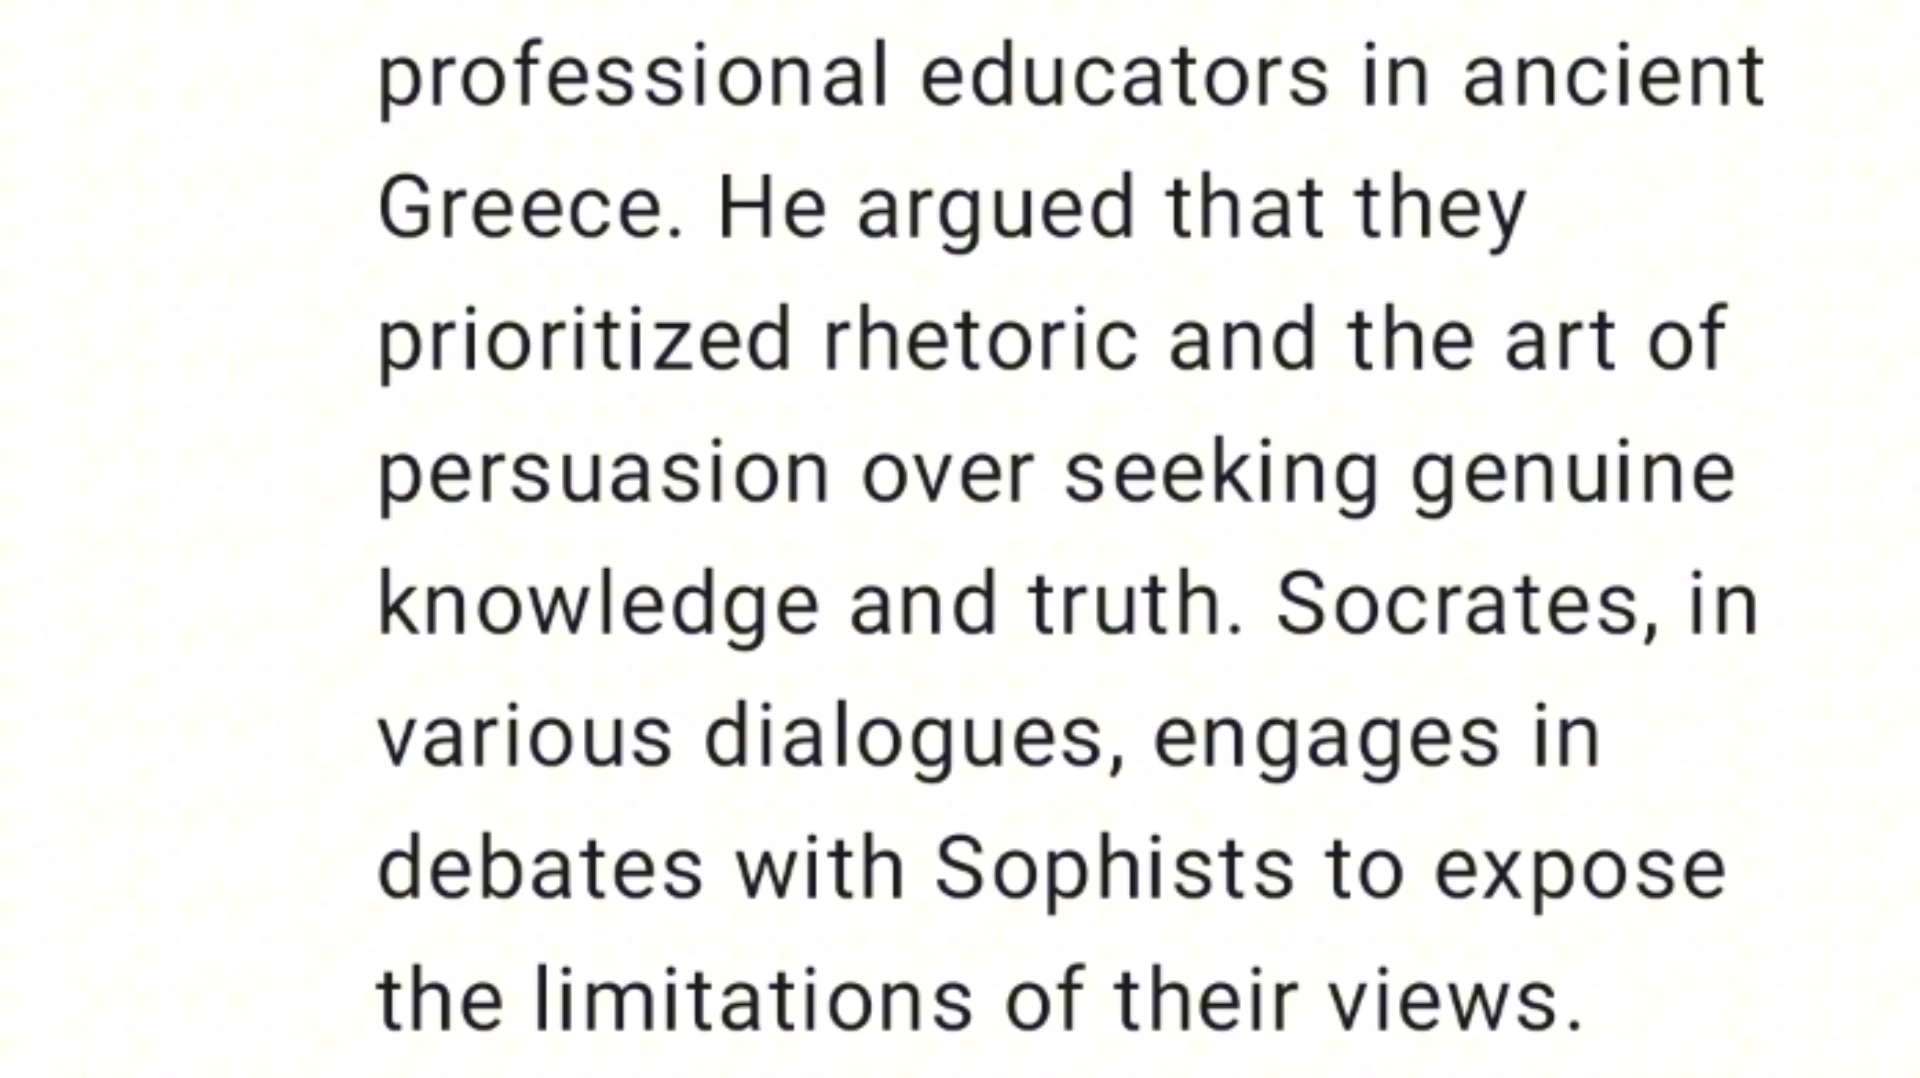 professional educators in ancient
Greece. He argued that they
prioritized rhetoric and the art of
persuasion over seeking genuine
knowledge and truth. Socrates, in
various dialogues, engages in
debates with Sophists to expose
the limitations of their views.